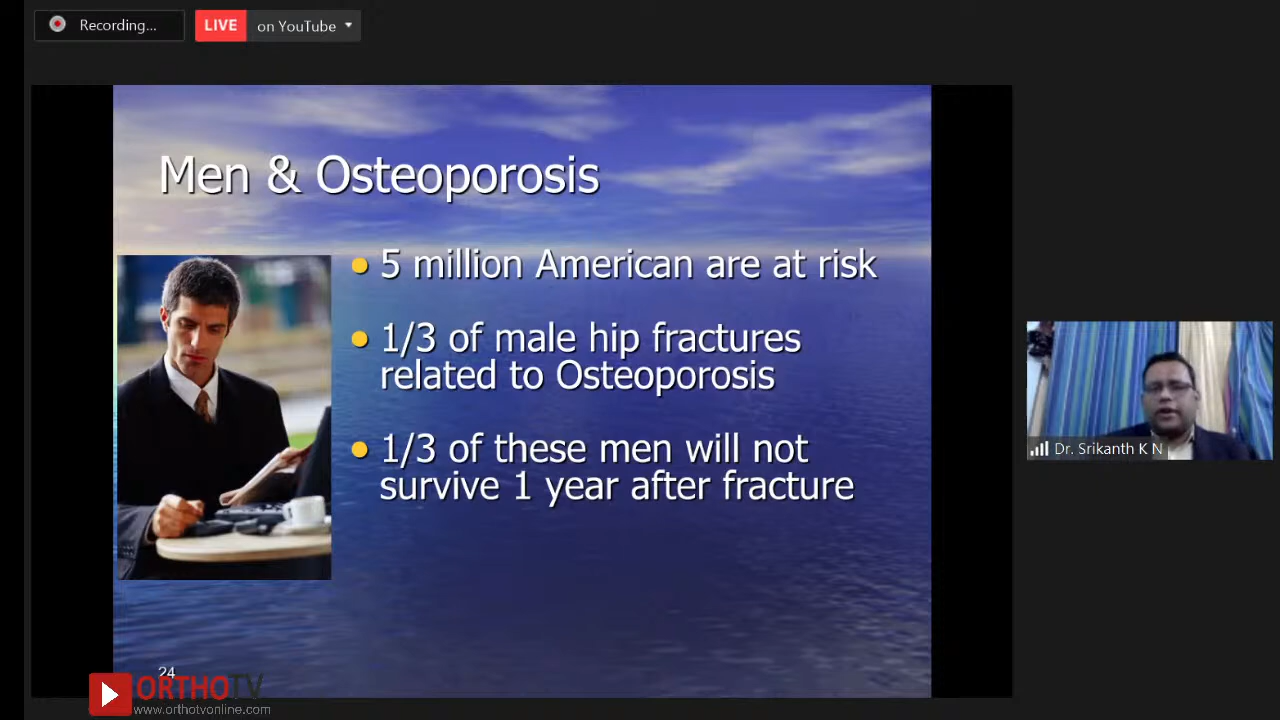 Recording...
LIVE on YouTube
Men & Osteoporosis
5 million American are at risk
1/3 of male hip fractures
related to Osteoporosis
1/3 of these men will not
survive 1 year after fracture
Dr. Srikanth K N
24
ORTHOTV
www.orthotvonline.com